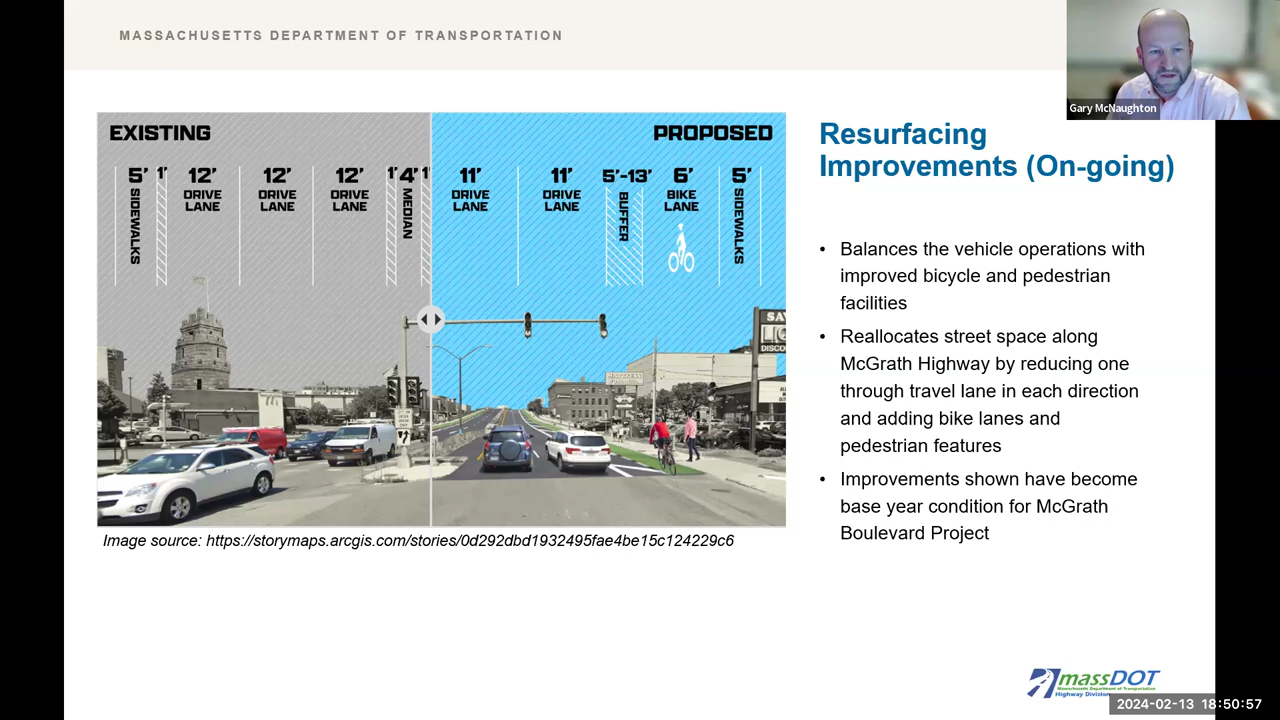 MASSACHUSETTS DEPARTMENT OF TRANSPORTATION
Gary McNaughton
EXISTING
PROPOSED
5' SIDEWALKS
1'
12' DRIVE LANE
12' DRIVE LANE
12' DRIVE LANE
1'
4' MEDIAN
1'
11' DRIVE LANE
11' DRIVE LANE
5'-13' BUFFER
6' BIKE LANE
5' SIDEWALKS
Image source: https://storymaps.arcgis.com/stories/0d292dbd1932495fae4be15c124229c6
Resurfacing
Improvements (On-going)
• Balances the vehicle operations with
improved bicycle and pedestrian
facilities
• Reallocates street space along
McGrath Highway by reducing one
through travel lane in each direction
and adding bike lanes and
pedestrian features
• Improvements shown have become
base year condition for McGrath
Boulevard Project
massDOT
Massachusetts Department of Transportation
Highway Division
2024-02-13 18:50:57